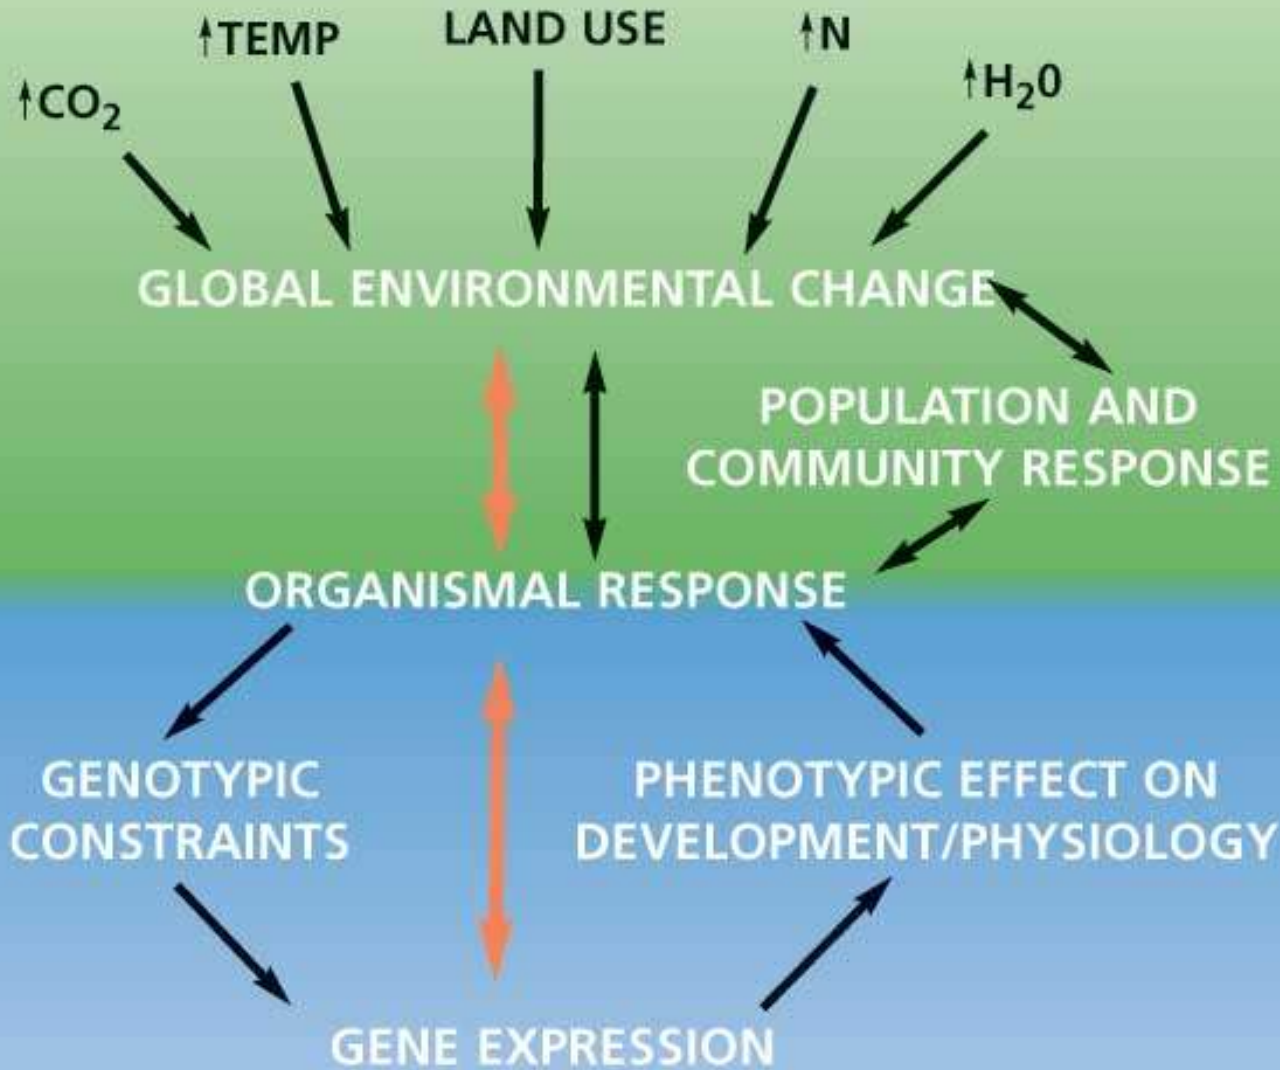 ↑TEMP
LAND USE
↑N
↑H₂0
↑CO₂
GLOBAL ENVIRONMENTAL CHANGE
POPULATION AND
COMMUNITY RESPONSE
ORGANISMAL RESPONSE
GENOTYPIC
CONSTRAINTS
PHENOTYPIC EFFECT ON
DEVELOPMENT/PHYSIOLOGY
GENE EXPRESSION